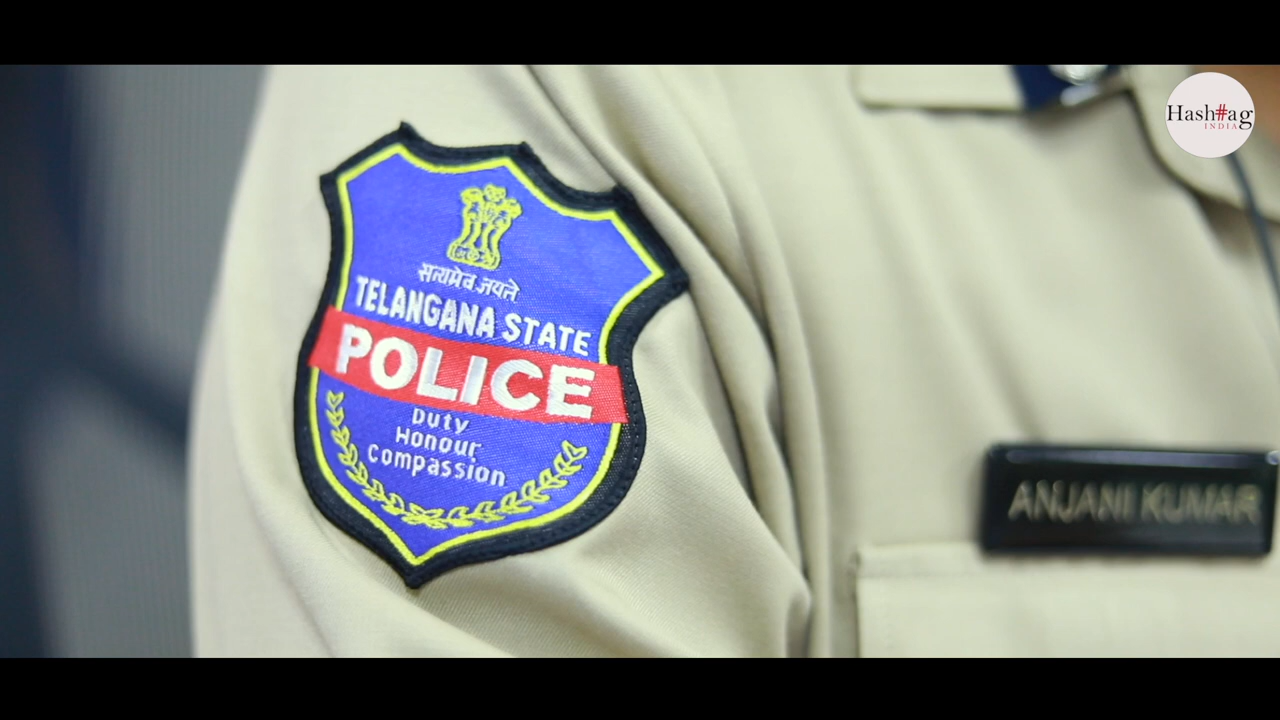 Hash#ag
INDIA
सत्यमेव जयते
TELANGANA STATE
POLICE
Duty
Honour
Compassion
ANJANI KUMAR